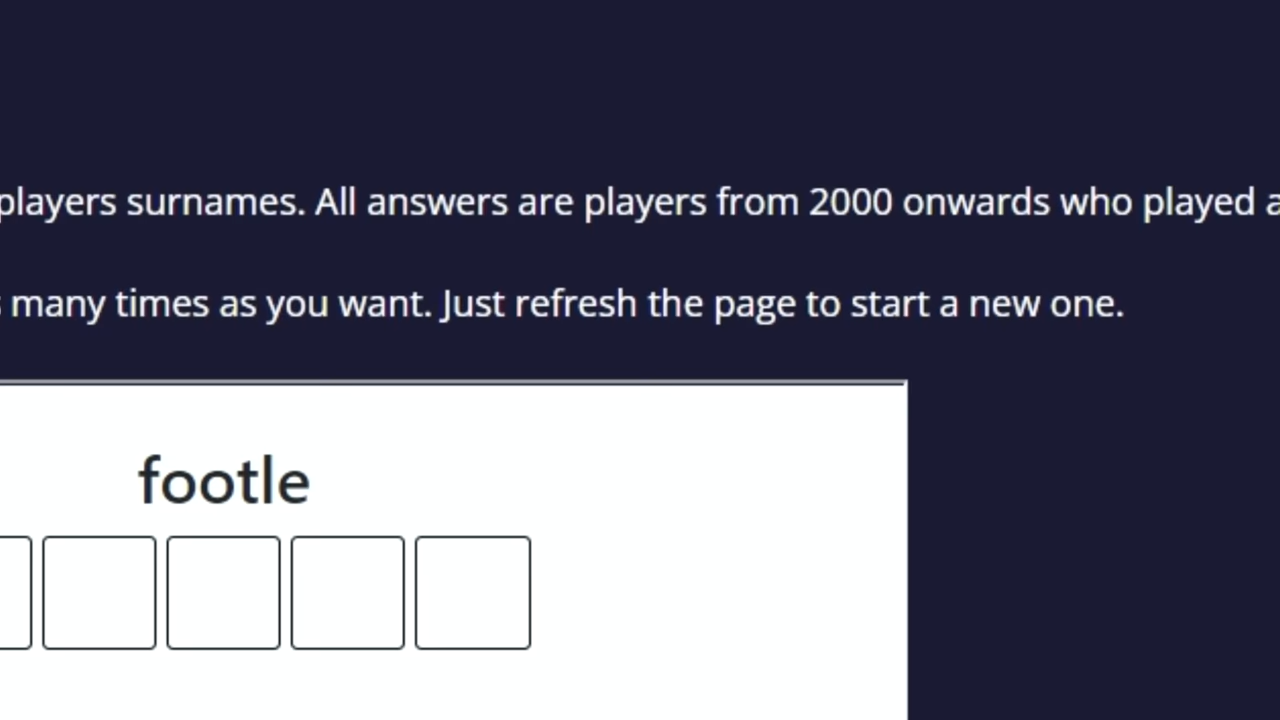 players surnames. All answers are players from 2000 onwards who played
many times as you want. Just refresh the page to start a new one.
footle